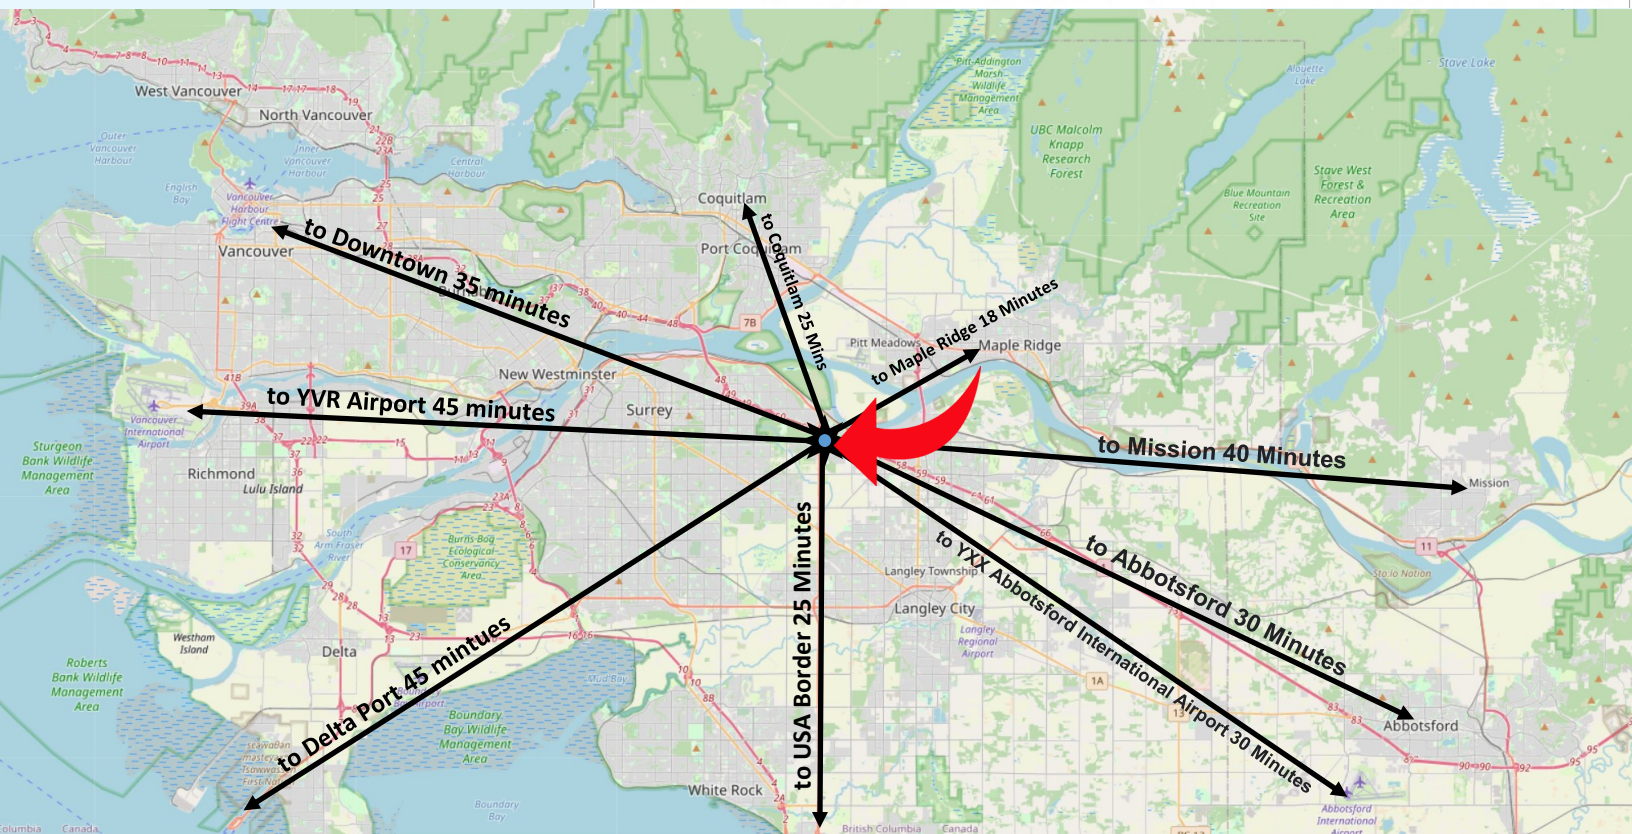 West Vancouver
North Vancouver
Outer
Vancouver
Harbour
Inner
Vancouver
Harbour
Central
Harbour
English
Bay
Vancouver
Harbour
Flight Centre
Vancouver
Coquitlam
Port Coquitlam
Pitt-Addington
Marsh
Wildlife
Management
Area
UBC Malcolm
Knapp
Research
Forest
Alouette
Lake
Stave Lake
Blue Mountain
Recreation
Site
Stave West
Forest &
Recreation
Area
to Downtown 35 minutes
to Coquitlam 25 Mins
to Maple Ridge 18 Minutes
Pitt Meadows
Maple Ridge
7B
New Westminster
Surrey
to YVR Airport 45 minutes
Vancouver
International
Airport
Sturgeon
Bank Wildlife
Management
Area
Richmond
Lulu Island
to Mission 40 Minutes
Mission
11
South
Arm Fraser
River
17
Burns Bog
Ecological
Conservancy
Area
to USA Border 25 Minutes
to YXX Abbotsford International Airport 30 Minutes
to Abbotsford 30 Minutes
Langley Township
Langley City
Langley
Regional
Airport
Westham
Island
Delta
Roberts
Bank Wildlife
Management
Area
to Delta Port 45 mintues
Mud Bay
Boundary
Bay Wildlife
Management
Area
1A
13
Abbotsford
White Rock
Boundary
Bay
Abbotsford
International
Airport
Columbia Canada
British Columbia Canada